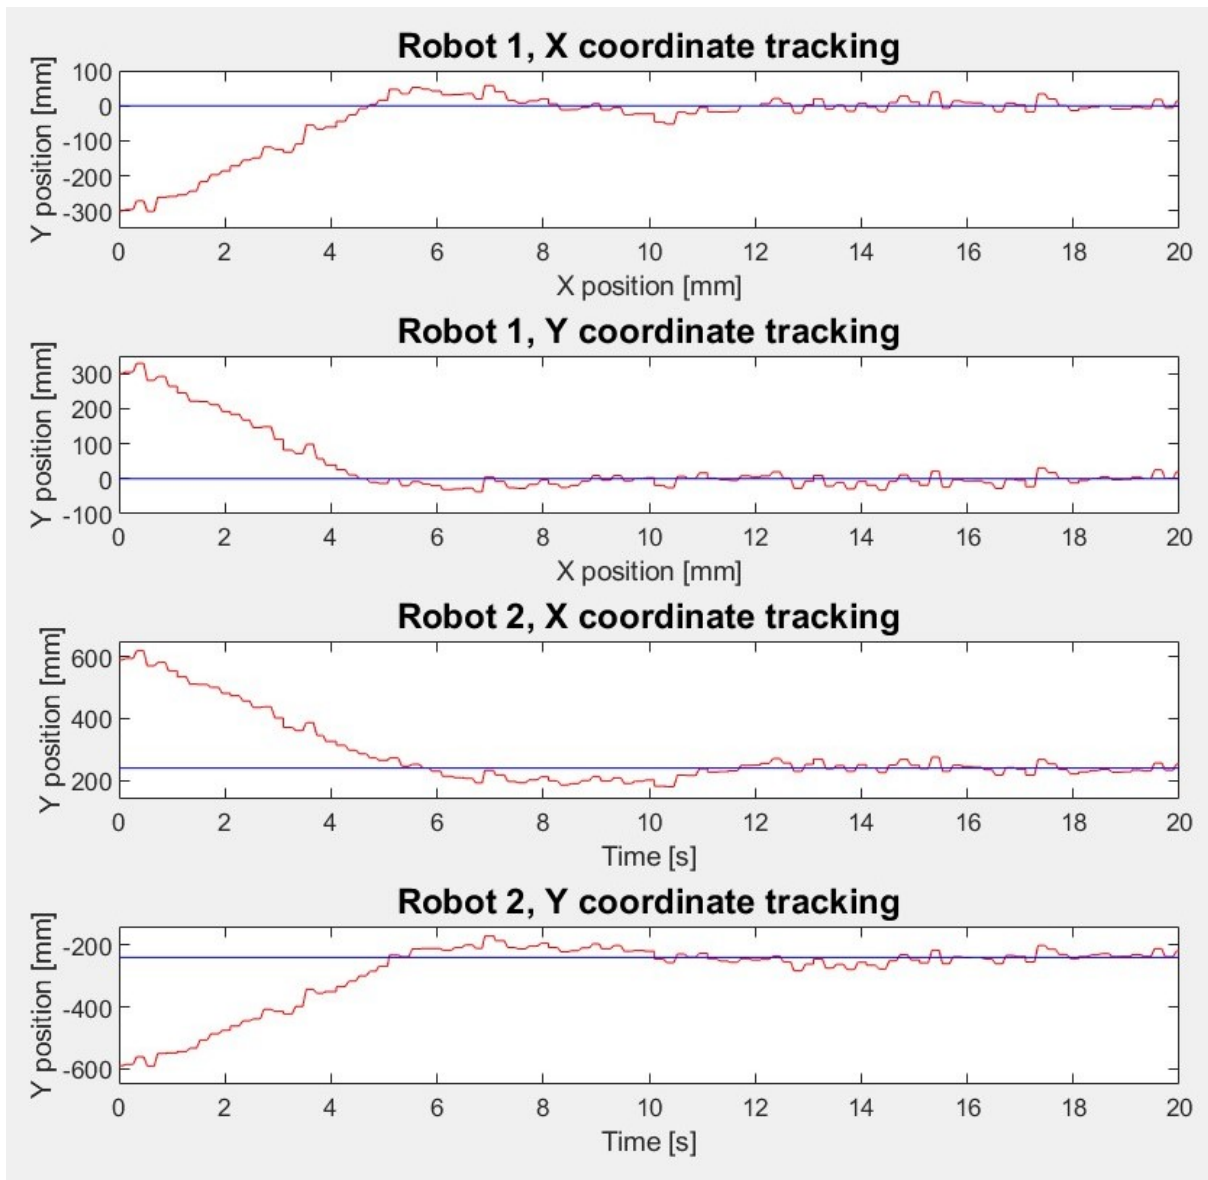 Robot 1, X coordinate tracking
Y position [mm]
100
0
-100
-200
-300
0 2 4 6 8 10 12 14 16 18 20
X position [mm]
Robot 1, Y coordinate tracking
Y position [mm]
300
200
100
0
-100
0 2 4 6 8 10 12 14 16 18 20
X position [mm]
Robot 2, X coordinate tracking
Y position [mm]
600
400
200
0 2 4 6 8 10 12 14 16 18 20
Time [s]
Robot 2, Y coordinate tracking
Y position [mm]
-200
-400
-600
0 2 4 6 8 10 12 14 16 18 20
Time [s]